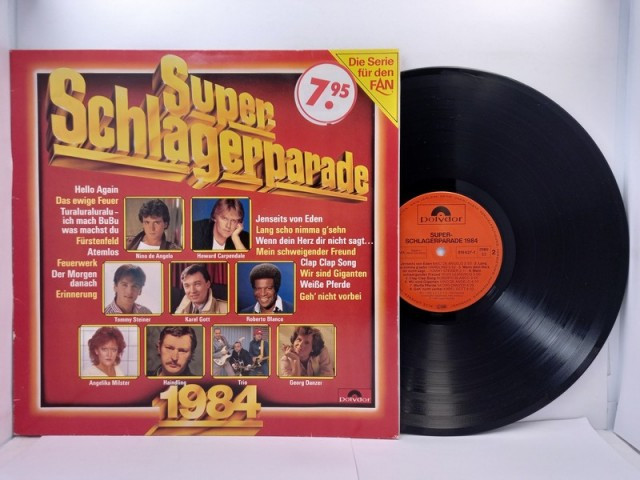 Super-
Schlagerparade
7.95
Die Serie
für den
FAN
Hello Again
Das ewige Feuer
Turaluraluralu -
ich mach BuBu
was machst du
Fürstenfeld
Atemlos
Feuerwerk
Der Morgen
danach
Erinnerung
Jenseits von Eden
Lang scho nimma g'sehn
Wenn dein Herz dir nicht sagt...
Mein schweigender Freund
Clap Clap Song
Wir sind Giganten
Weiße Pferde
Geh' nicht vorbei
Nino de Angelo
Howard Carpendale
Tommy Steiner
Karel Gott
Roberto Blanco
Angelika Milster
Haindling
Trio
Georg Danzer
1984
Polydor
Polydor
SUPER-
SCHLAGERPARADE 1984
2